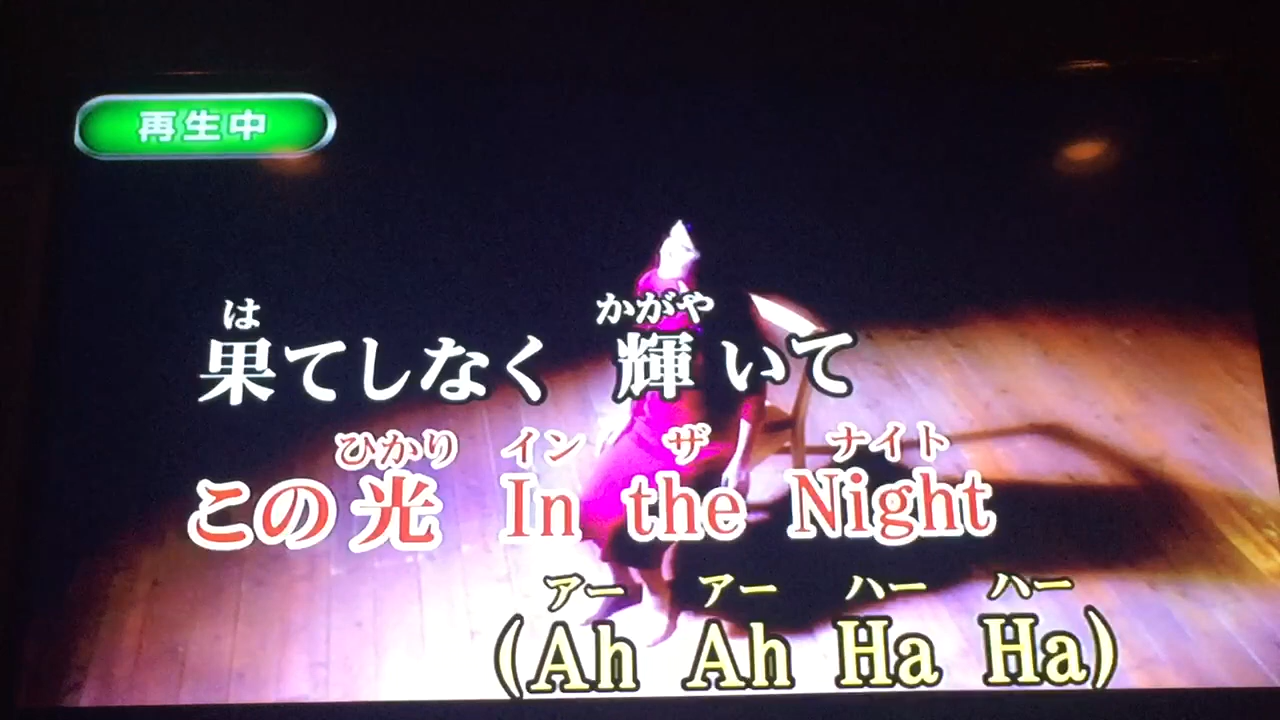 再生中
は かがや
果てしなく 輝いて
ひかり イン ザ ナイト
この光 In the Night
アー アー ハー ハー
(Ah Ah Ha Ha)